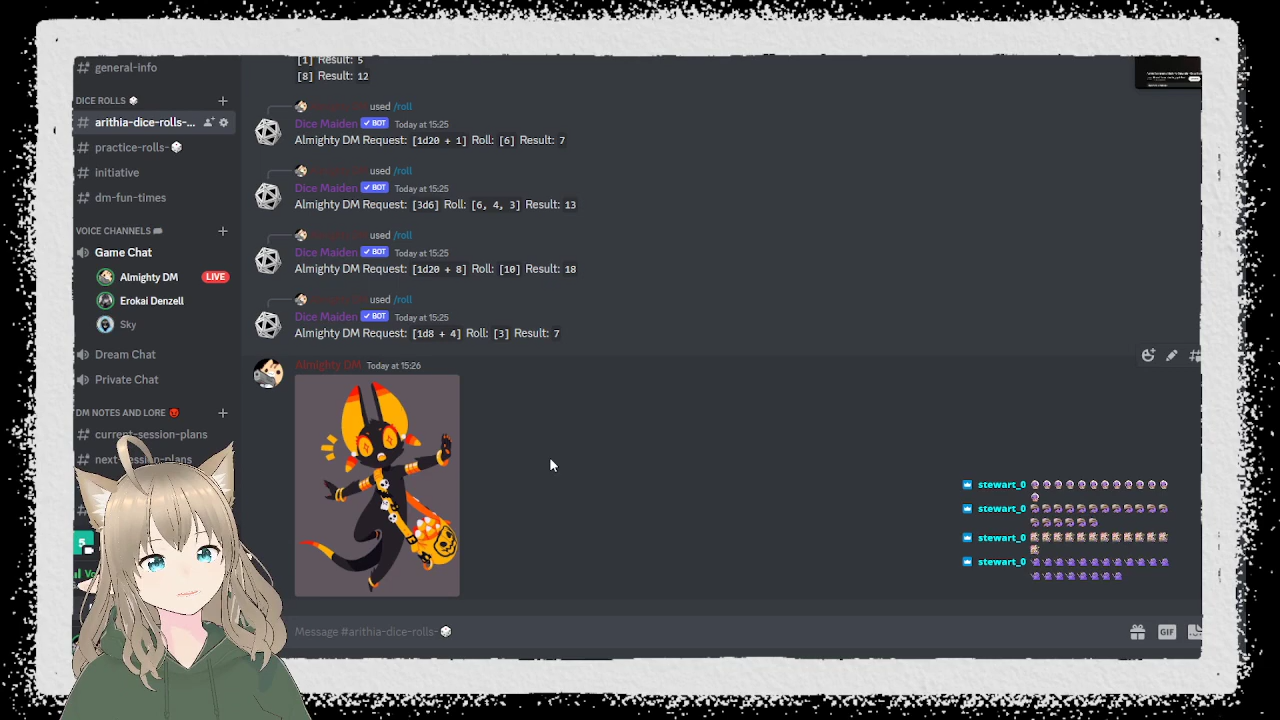 general-info
DICE ROLLS
arithia-dice-rolls-...
practice-rolls-
initiative
dm-fun-times
VOICE CHANNELS
Game Chat
Almighty DM LIVE
Erokai Denzell
Sky
Dream Chat
Private Chat
DM NOTES AND LORE
current-session-plans
next-session-plans
[1] Result: 5
[8] Result: 12
used /roll
Dice Maiden ✔ BOT Today at 15:25
Almighty DM Request: [1d20 + 1] Roll: [6] Result: 7
used /roll
Dice Maiden ✔ BOT Today at 15:25
Almighty DM Request: [3d6] Roll: [6, 4, 3] Result: 13
used /roll
Dice Maiden ✔ BOT Today at 15:25
Almighty DM Request: [1d20 + 8] Roll: [10] Result: 18
used /roll
Dice Maiden ✔ BOT Today at 15:25
Almighty DM Request: [1d8 + 4] Roll: [3] Result: 7
Almighty DM Today at 15:26
Message #arithia-dice-rolls-
GIF
stewart_0
stewart_0
stewart_0
stewart_0